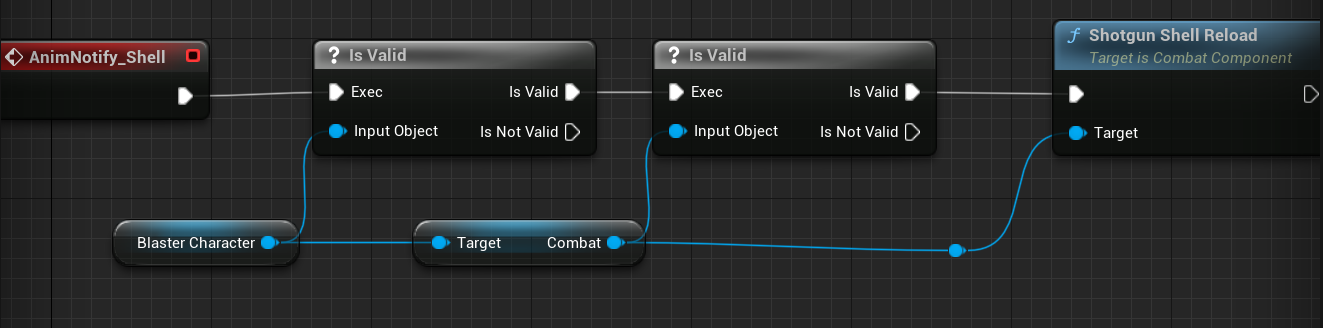 AnimNotify_Shell
? Is Valid
Exec Is Valid
Input Object Is Not Valid
? Is Valid
Exec Is Valid
Input Object Is Not Valid
f Shotgun Shell Reload
Target is Combat Component
Target
Blaster Character
Target Combat